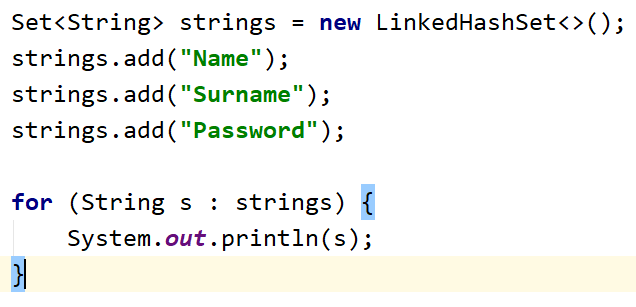 Set<String> strings = new LinkedHashSet<>();
strings.add("Name");
strings.add("Surname");
strings.add("Password");
for (String s : strings) {
System.out.println(s);
}